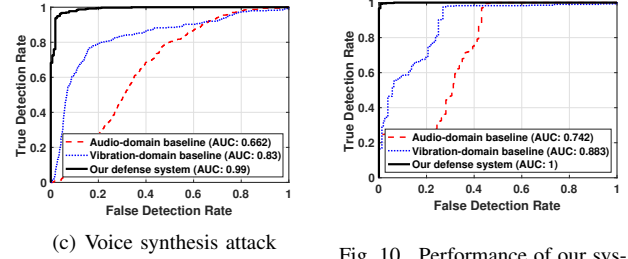 1
0.8
0.6
0.4
0.2
0
0 0.2 0.4 0.6 0.8 1
True Detection Rate
False Detection Rate
Audio-domain baseline (AUC: 0.662)
Vibration-domain baseline (AUC: 0.83)
Our defense system (AUC: 0.99)
(c) Voice synthesis attack
1
0.8
0.6
0.4
0.2
0
0 0.2 0.4 0.6 0.8 1
True Detection Rate
False Detection Rate
Audio-domain baseline (AUC: 0.742)
Vibration-domain baseline (AUC: 0.883)
Our defense system (AUC: 1)
Fig. 10. Performance of our sys-